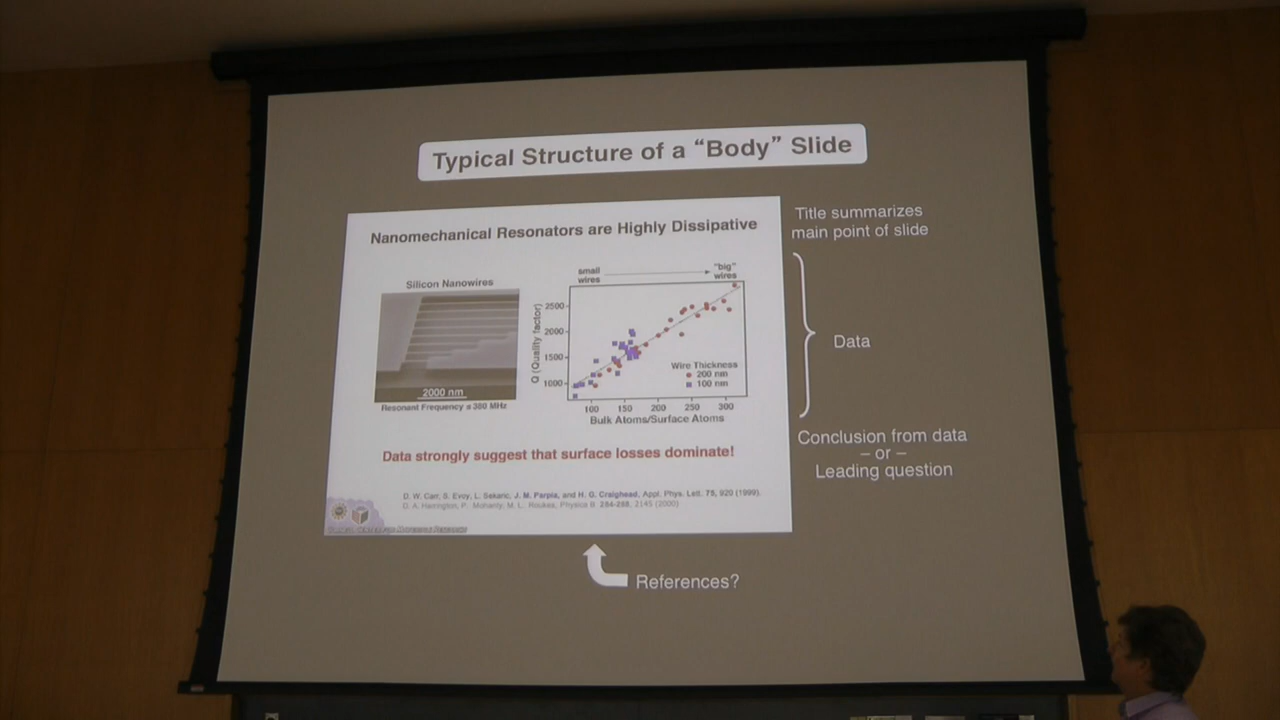 Typical Structure of a “Body” Slide
Title summarizes
main point of slide
Nanomechanical Resonators are Highly Dissipative
Silicon Nanowires
2000 nm
Resonant Frequency ≅ 380 MHz
small
wires
"big"
wires
Q (Quality factor)
2500
2000
1500
1000
Wire Thickness
200 nm
100 nm
100 150 200 250 300
Bulk Atoms/Surface Atoms
Data
Data strongly suggest that surface losses dominate!
Conclusion from data
– or –
Leading question
D. W. Carr, S. Evoy, L. Sekaric, J. M. Parpia, and H. G. Craighead, Appl. Phys. Lett. 75, 920 (1999).
D. A. Harrington, P. Mohanty, M. L. Roukes, Physica B 284-288, 2145 (2000)
References?